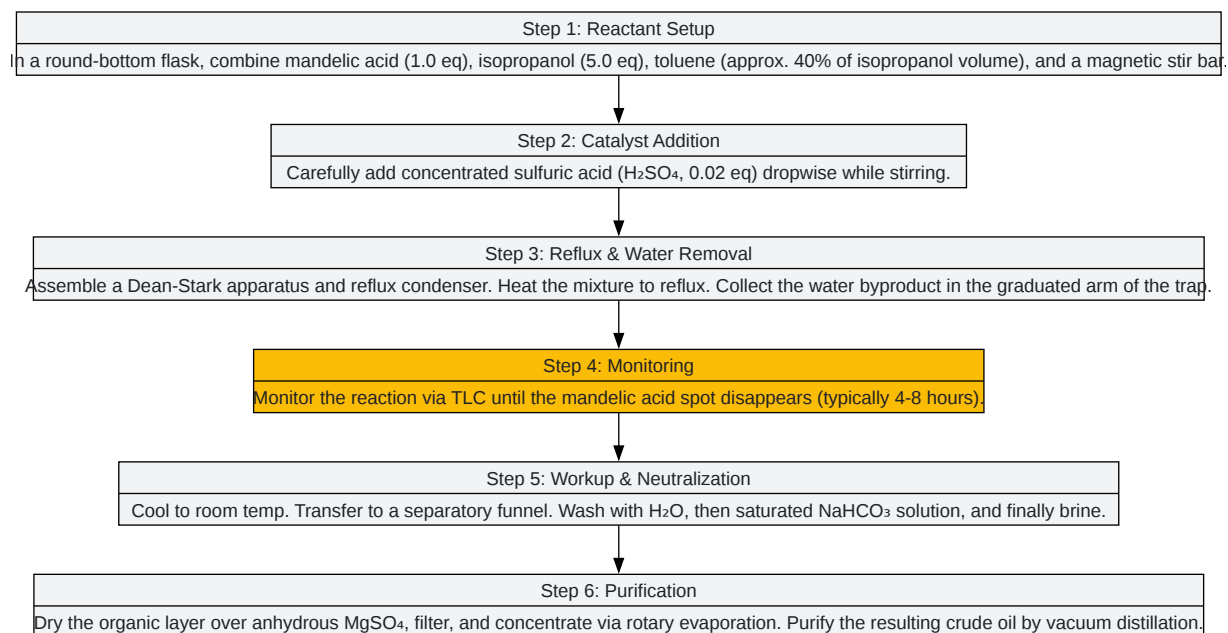 Step 1: Reactant Setup
In a round-bottom flask, combine mandelic acid (1.0 eq), isopropanol (5.0 eq), toluene (approx. 40% of isopropanol volume), and a magnetic stir bar.
Step 2: Catalyst Addition
Carefully add concentrated sulfuric acid (H₂SO₄, 0.02 eq) dropwise while stirring.
Step 3: Reflux & Water Removal
Assemble a Dean-Stark apparatus and reflux condenser. Heat the mixture to reflux. Collect the water byproduct in the graduated arm of the trap.
Step 4: Monitoring
Monitor the reaction via TLC until the mandelic acid spot disappears (typically 4-8 hours).
Step 5: Workup & Neutralization
Cool to room temp. Transfer to a separatory funnel. Wash with H₂O, then saturated NaHCO₃ solution, and finally brine.
Step 6: Purification
Dry the organic layer over anhydrous MgSO₄, filter, and concentrate via rotary evaporation. Purify the resulting crude oil by vacuum distillation.